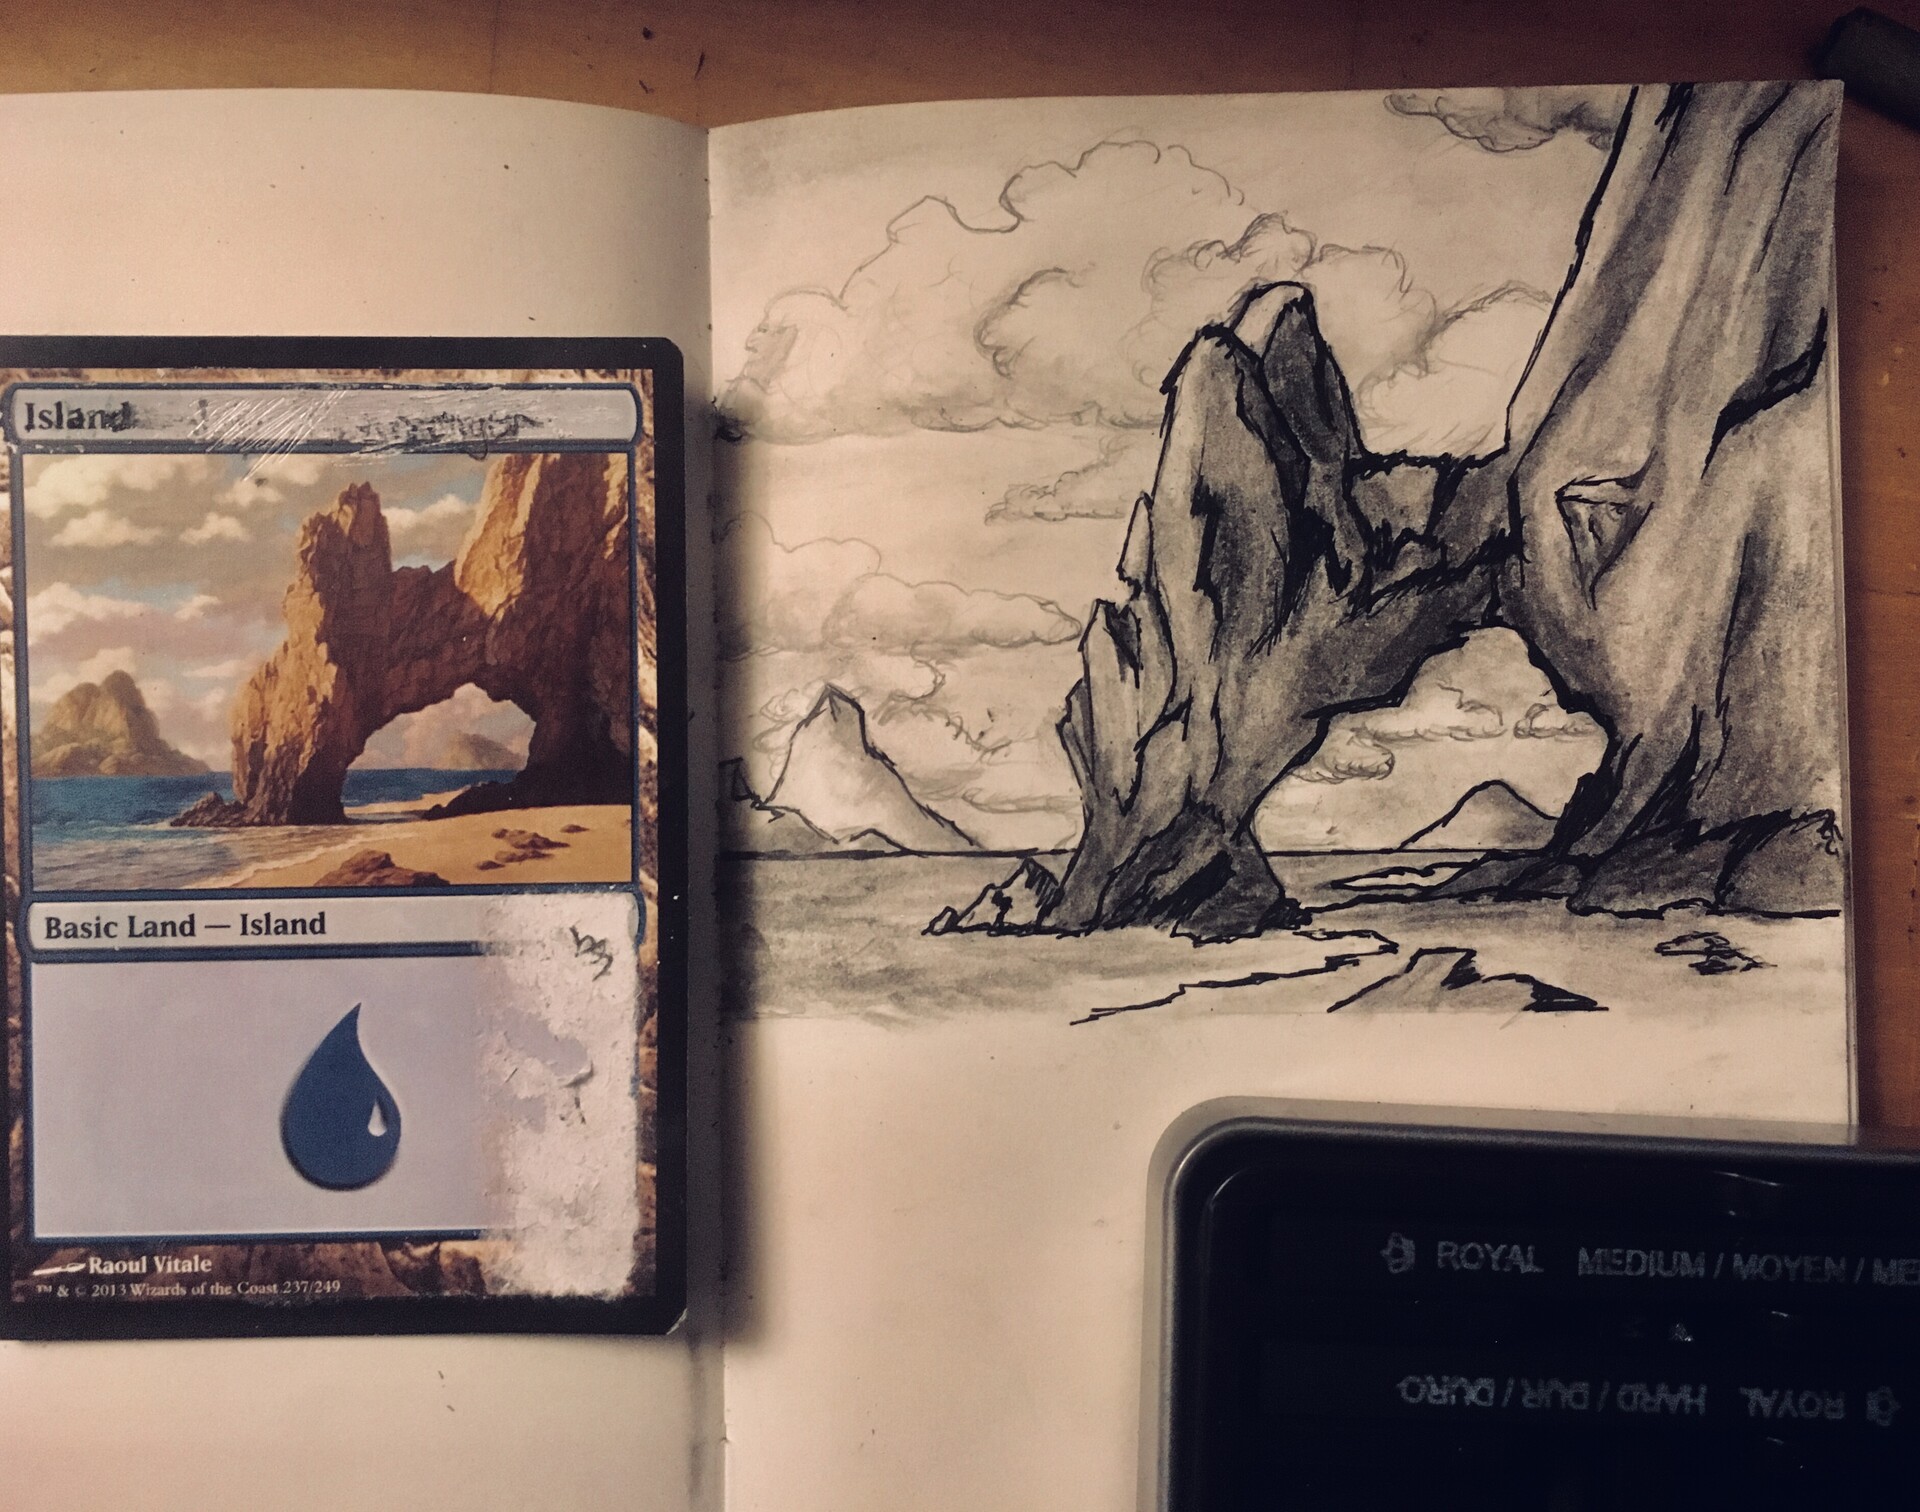 Island
Basic Land — Island
Raoul Vitale
™ & © 2013 Wizards of the Coast 237/249
ROYAL MEDIUM / MOYEN /
ROYAL HARD / DUR / DURO